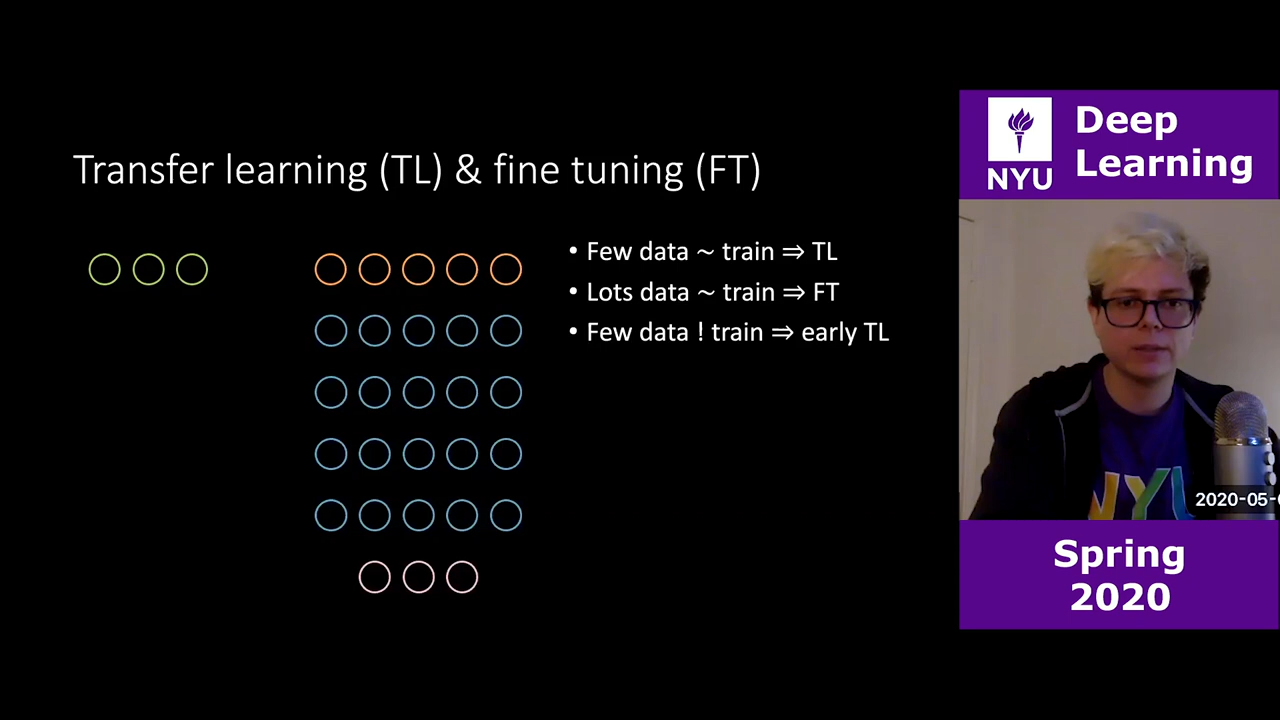 Transfer learning (TL) & fine tuning (FT)
• Few data ~ train ⇒ TL
• Lots data ~ train ⇒ FT
• Few data ! train ⇒ early TL
NYU
Deep
Learning
NYU
2020-05-
Spring
2020